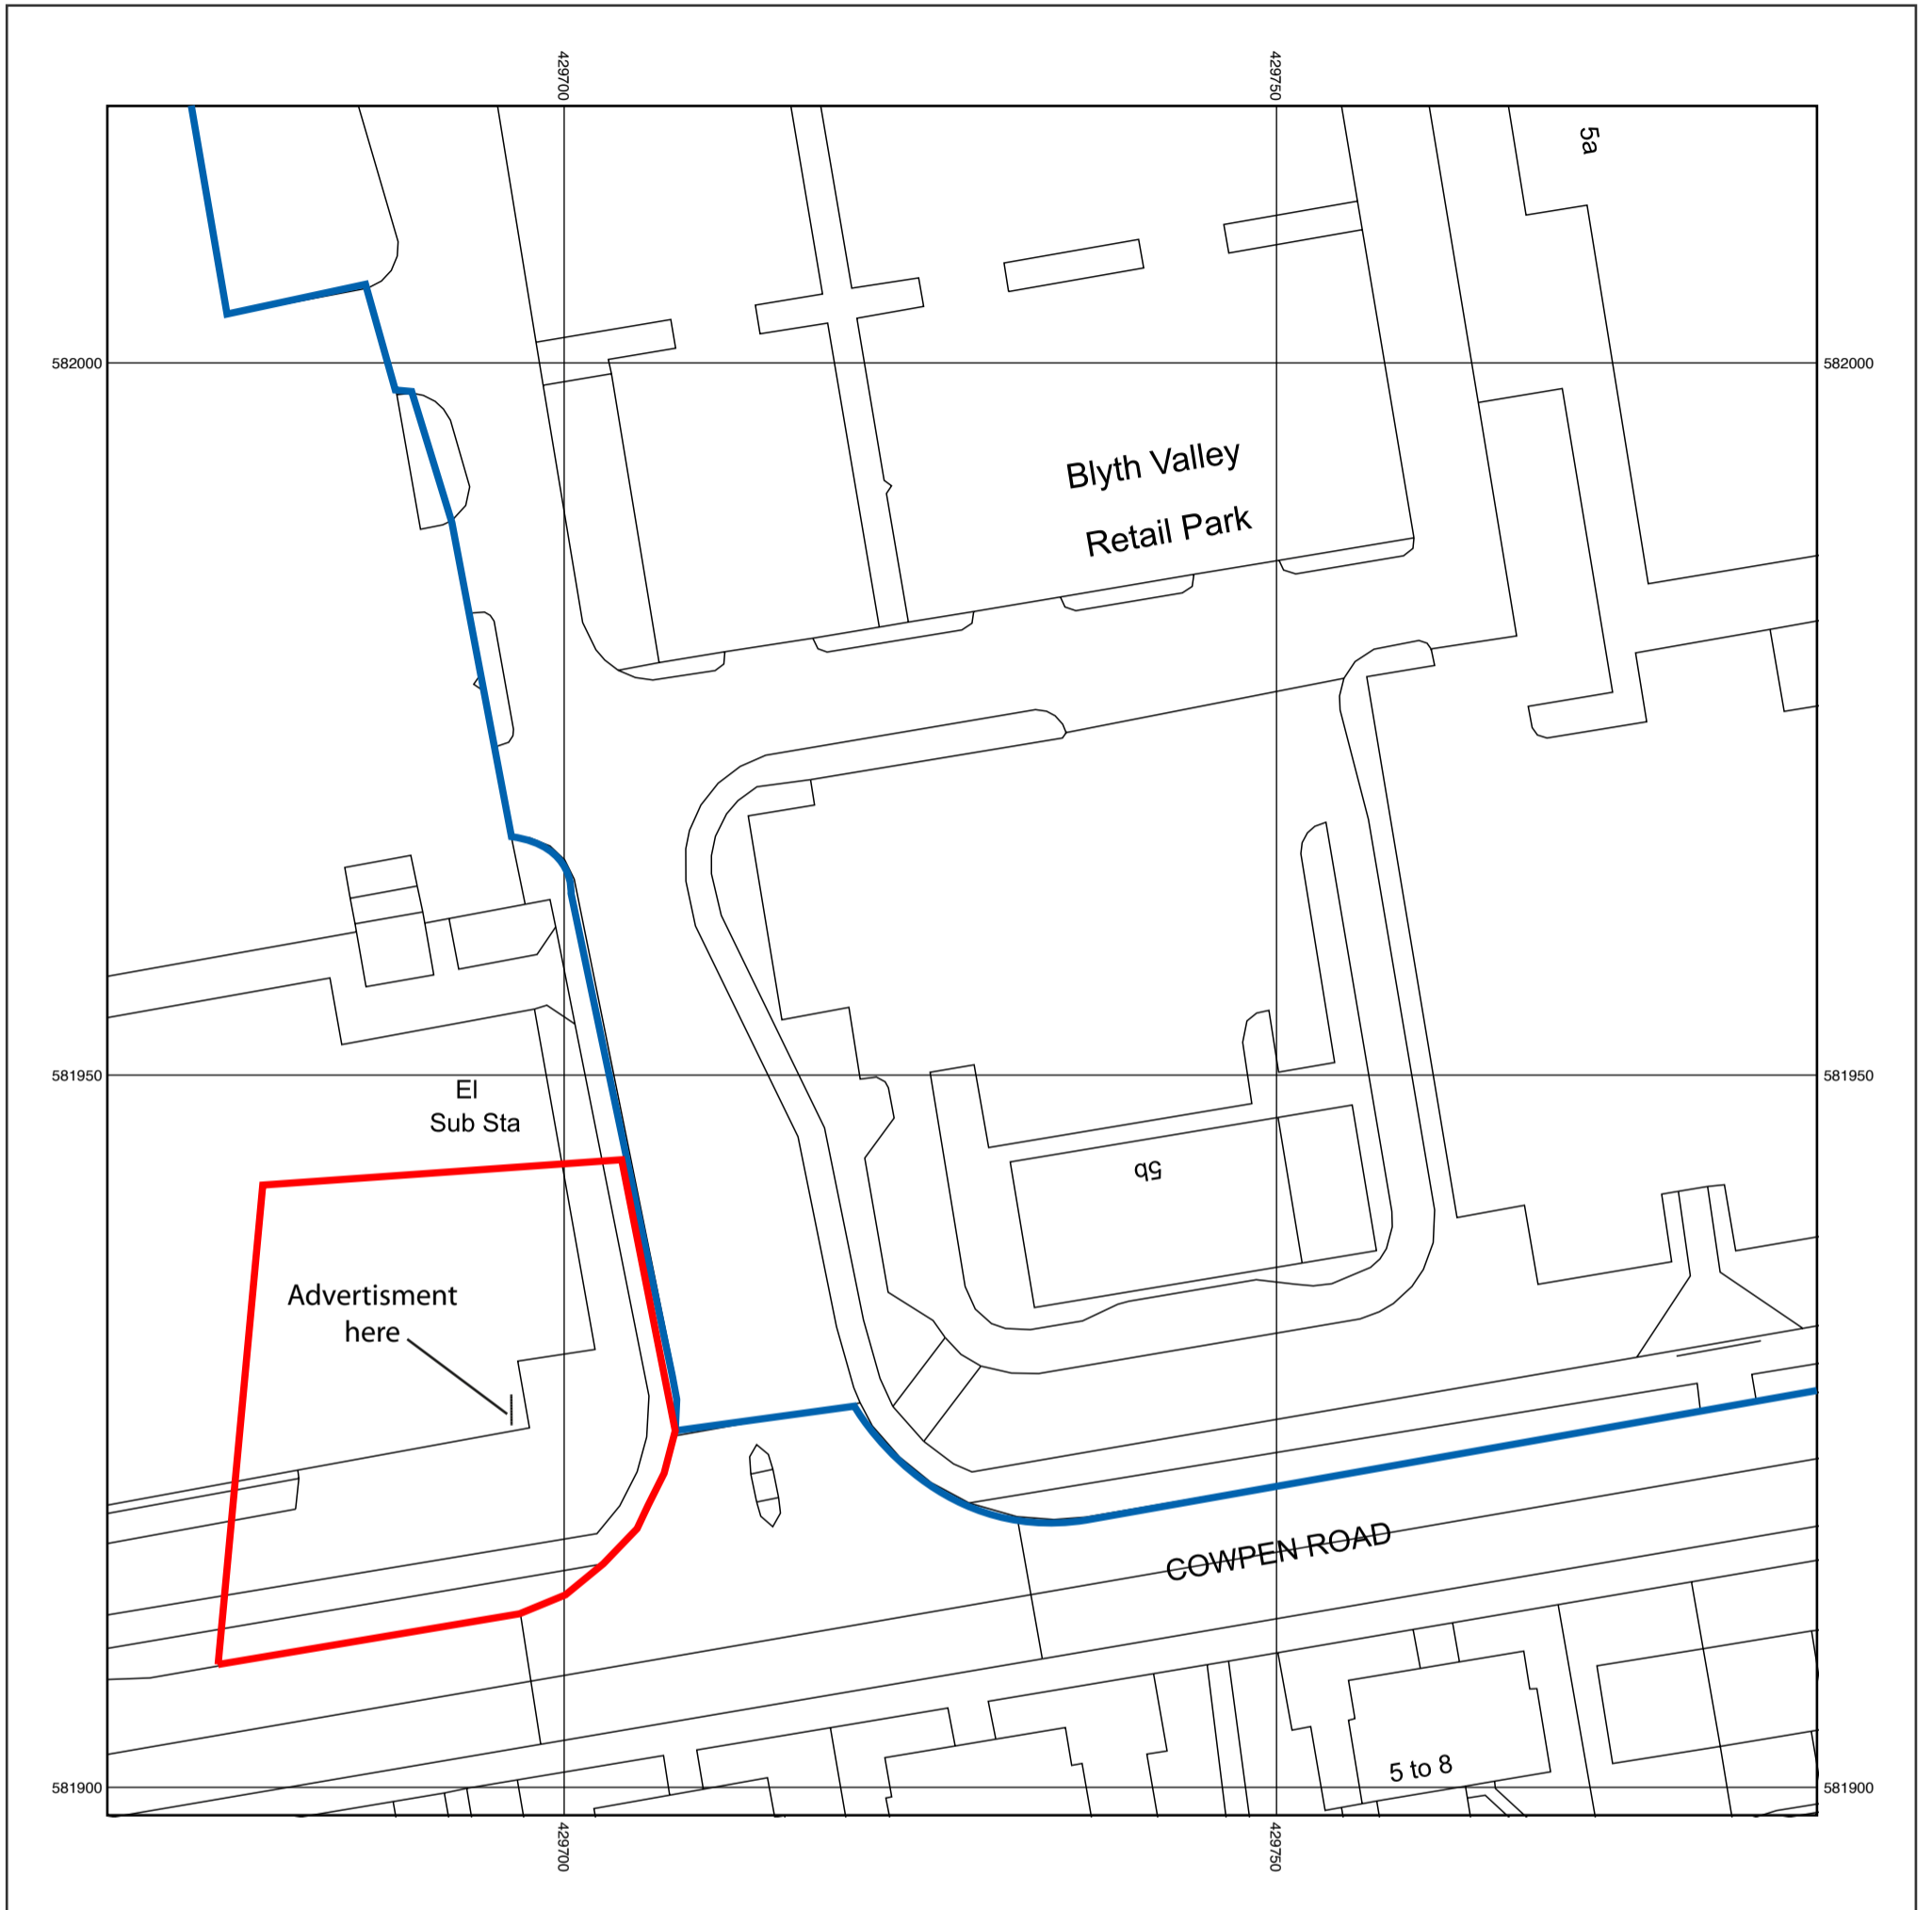 429700
429750
5a
582000
582000
Blyth Valley
Retail Park
581950
581950
El
Sub Sta
5b
Advertisment
here
COWPEN ROAD
5 to 8
581900
581900
429700
429750